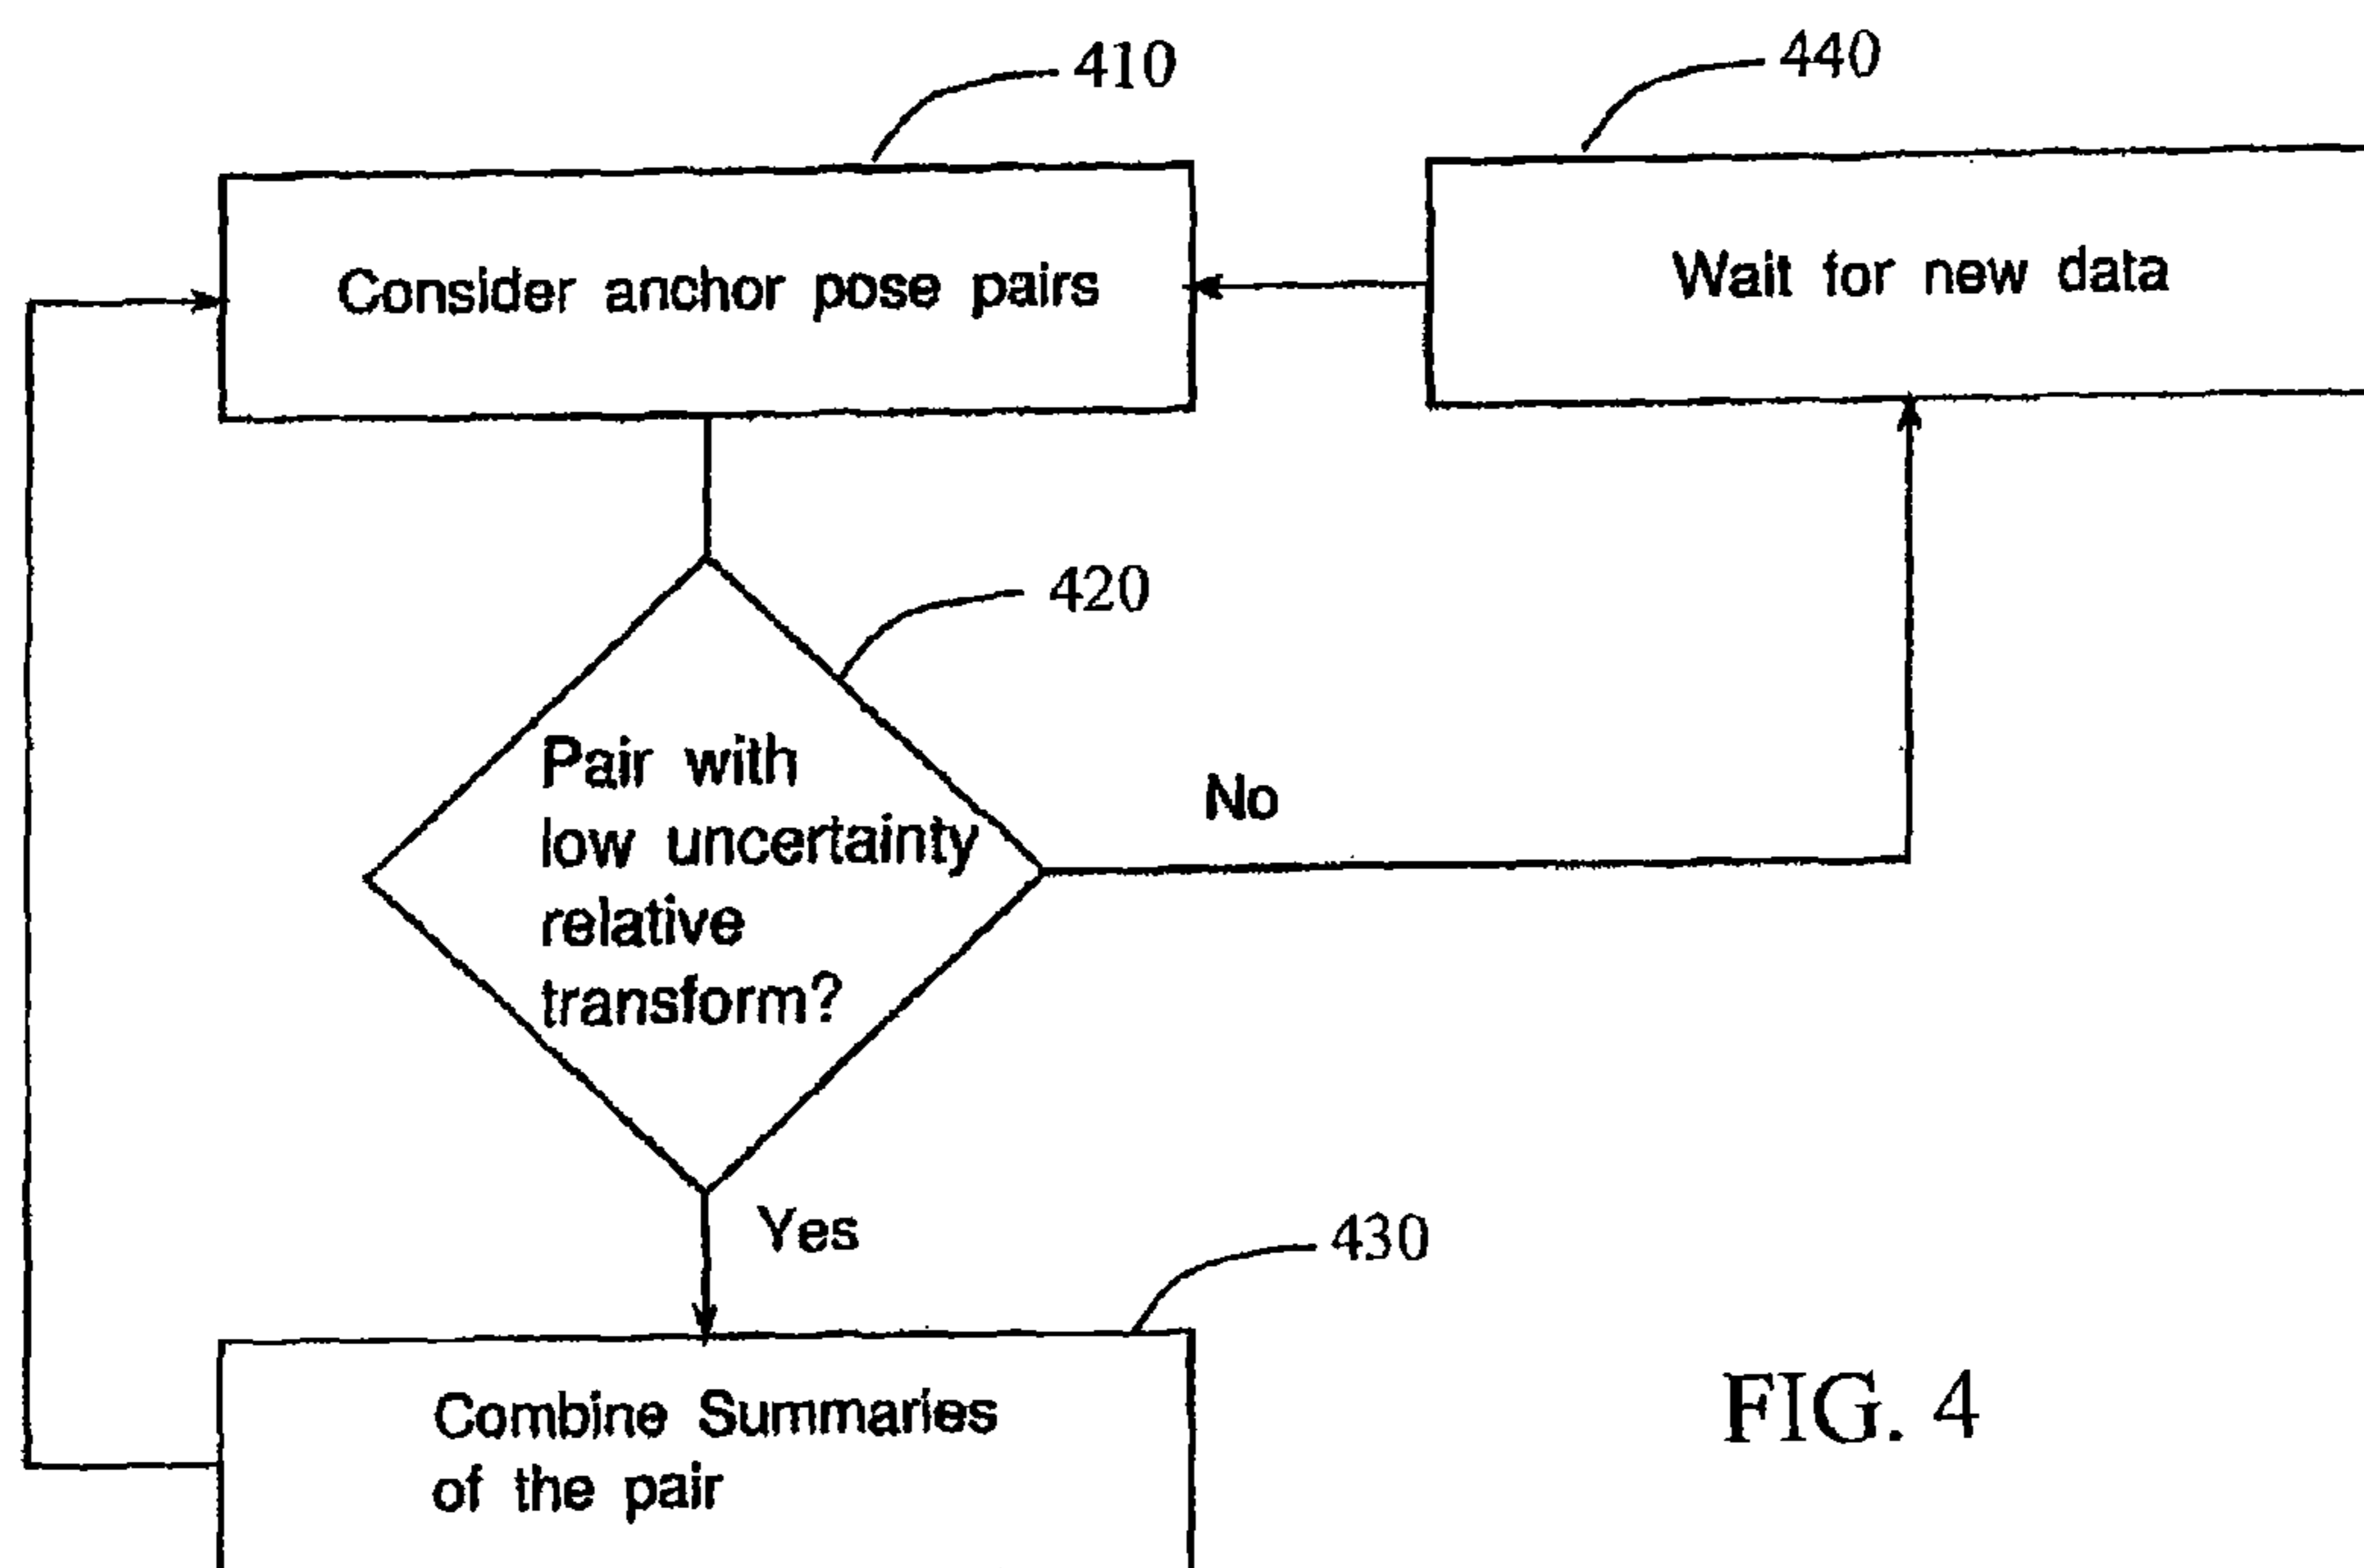 410
440
Consider anchor pose pairs
Wait for new data
420
Pair with
low uncertainty
relative
transform?
No
Yes
430
Combine Summaries
of the pair
FIG. 4